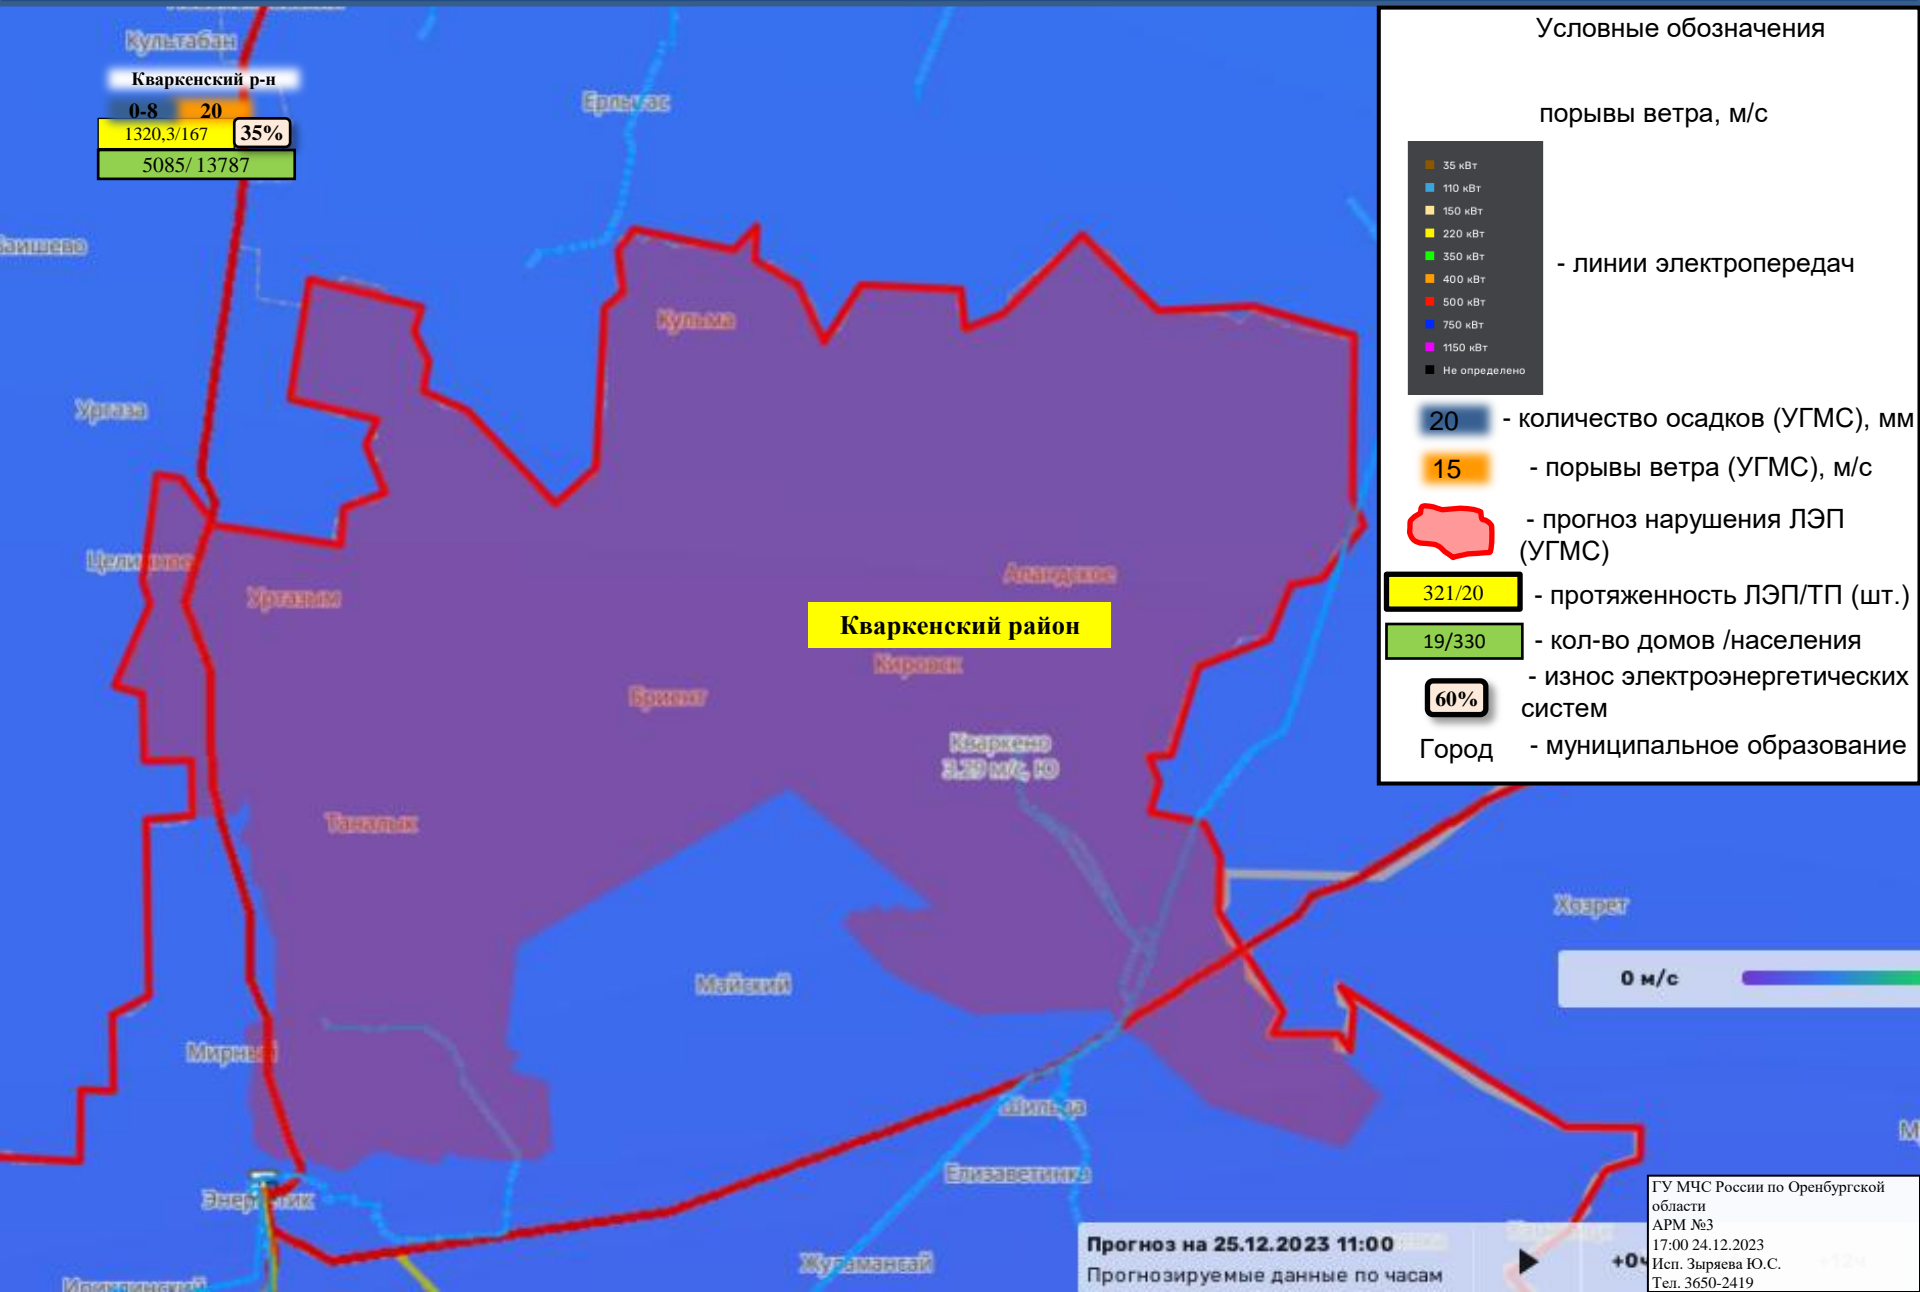 Культабан
Кваркенский р-н
0-8 20
1320,3/167 35%
5085/ 13787
Ерлыгас
Ургаза
Целинное
Уртазым
Кульма
Аландское
Кваркенский район
Кировск
Бриент
Кваркено
3.29 м/с, Ю
Таналык
Майский
Мирный
Хозрет
Шильда
Елизаветинка
Энергетик
Жуламансай
Условные обозначения
порывы ветра, м/с
35 кВт
110 кВт
150 кВт
220 кВт
350 кВт
400 кВт
500 кВт
750 кВт
1150 кВт
Не определено
- линии электропередач
20 - количество осадков (УГМС), мм
15 - порывы ветра (УГМС), м/с
- прогноз нарушения ЛЭП
(УГМС)
321/20 - протяженность ЛЭП/ТП (шт.)
19/330 - кол-во домов /населения
- износ электроэнергетических
60%
систем
Город - муниципальное образование
0 м/с
Прогноз на 25.12.2023 11:00
Прогнозируемые данные по часам
ГУ МЧС России по Оренбургской
области
АРМ №3
17:00 24.12.2023
Исп. Зыряева Ю.С.
Тел. 3650-2419